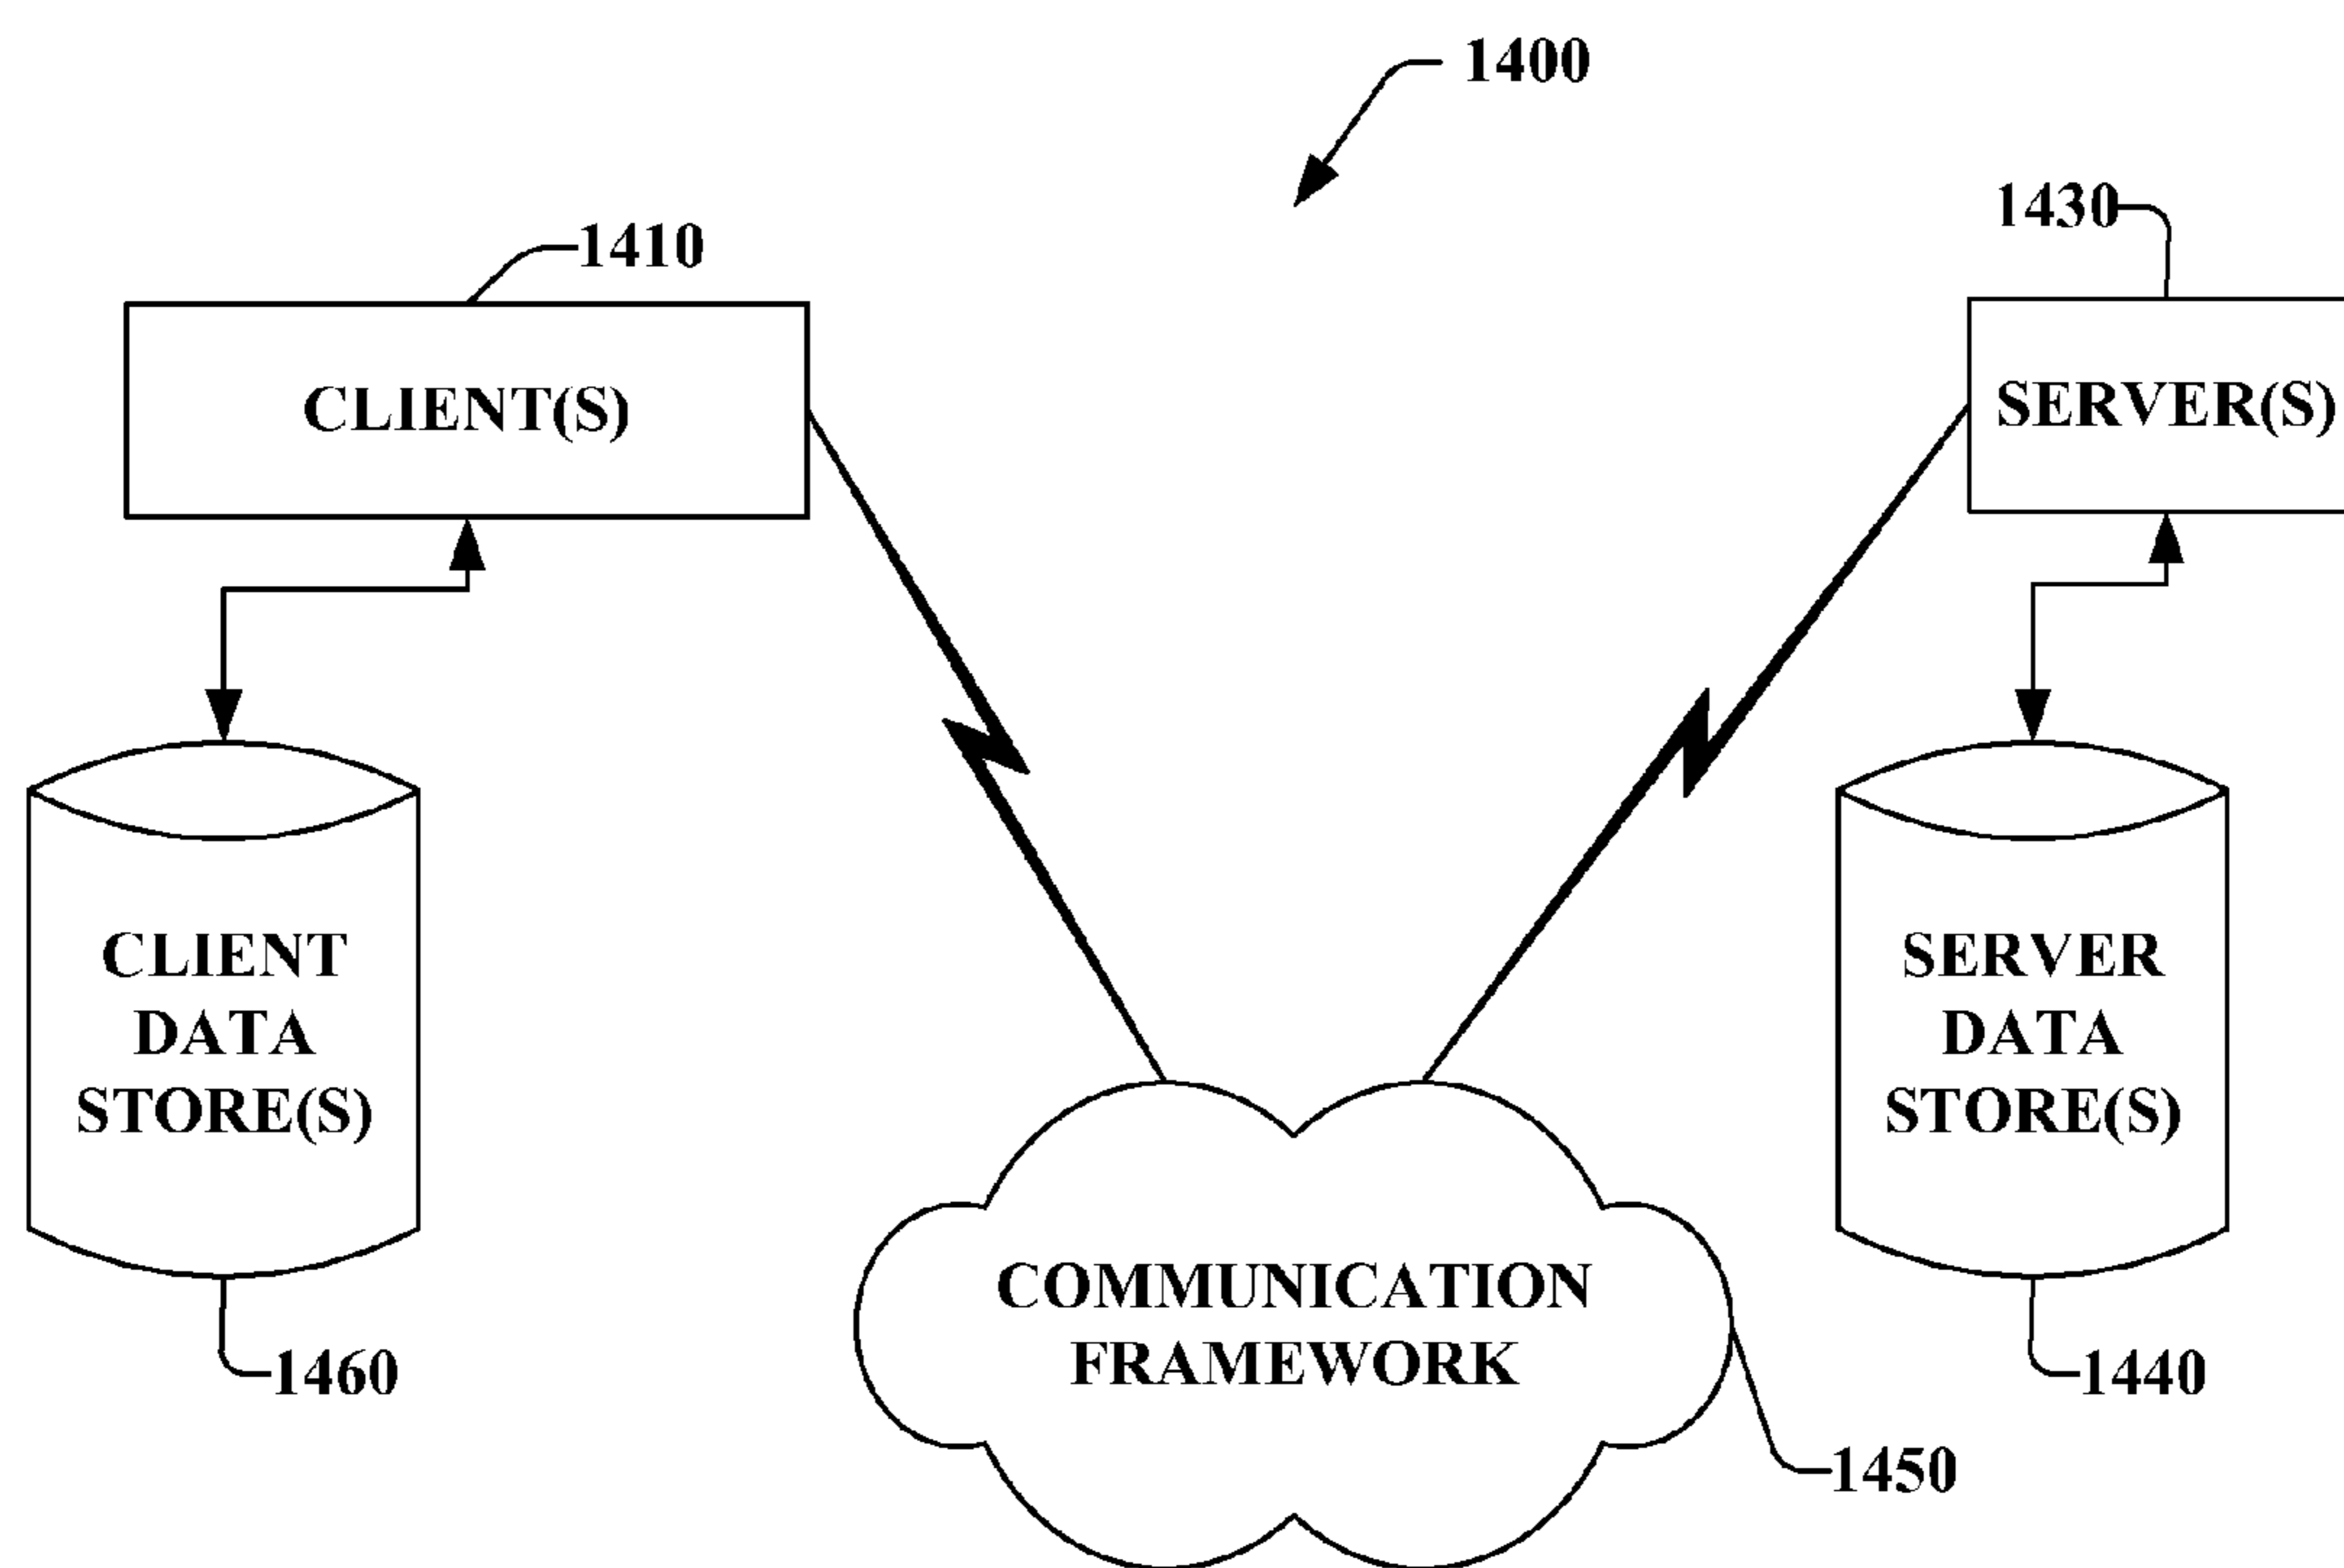 1400
1430
1410
CLIENT(S)
SERVER(S)
CLIENT
DATA
STORE(S)
SERVER
DATA
STORE(S)
COMMUNICATION
FRAMEWORK
1460
1440
1450